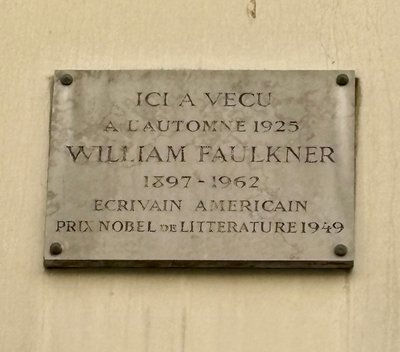 ICI A VECU
A L'AUTOMNE 1925
WILLIAM FAULKNER
1897-1962
ECRIVAIN AMERICAIN
PRIX NOBEL DE LITTERATURE 1949